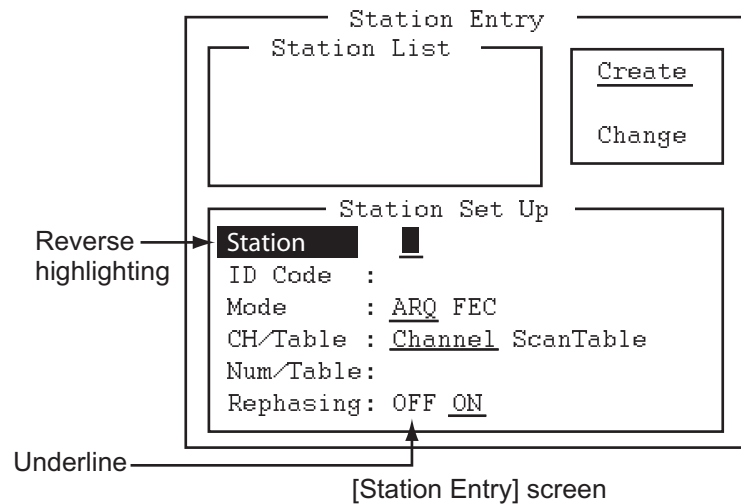 Station Entry
Station List
Create
Change
Station Set Up
Reverse highlighting
Station
ID Code :
Mode : ARQ FEC
CH/Table : Channel ScanTable
Num/Table:
Rephasing: OFF ON
Underline
[Station Entry] screen